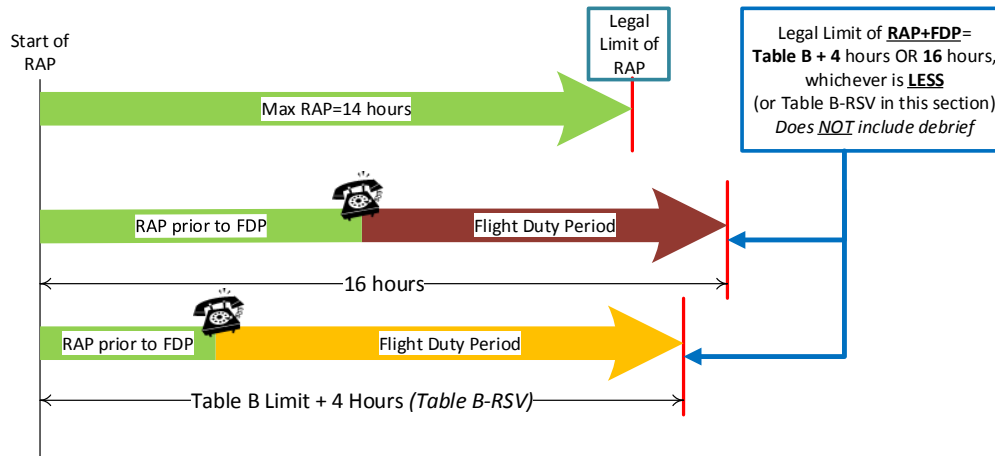 Start of
RAP
Legal
Limit of
RAP
Legal Limit of RAP+FDP=
Table B + 4 hours OR 16 hours,
whichever is LESS
(or Table B-RSV in this section)
Does NOT include debrief
Max RAP=14 hours
RAP prior to FDP
Flight Duty Period
16 hours
RAP prior to FDP
Flight Duty Period
Table B Limit + 4 Hours (Table B-RSV)